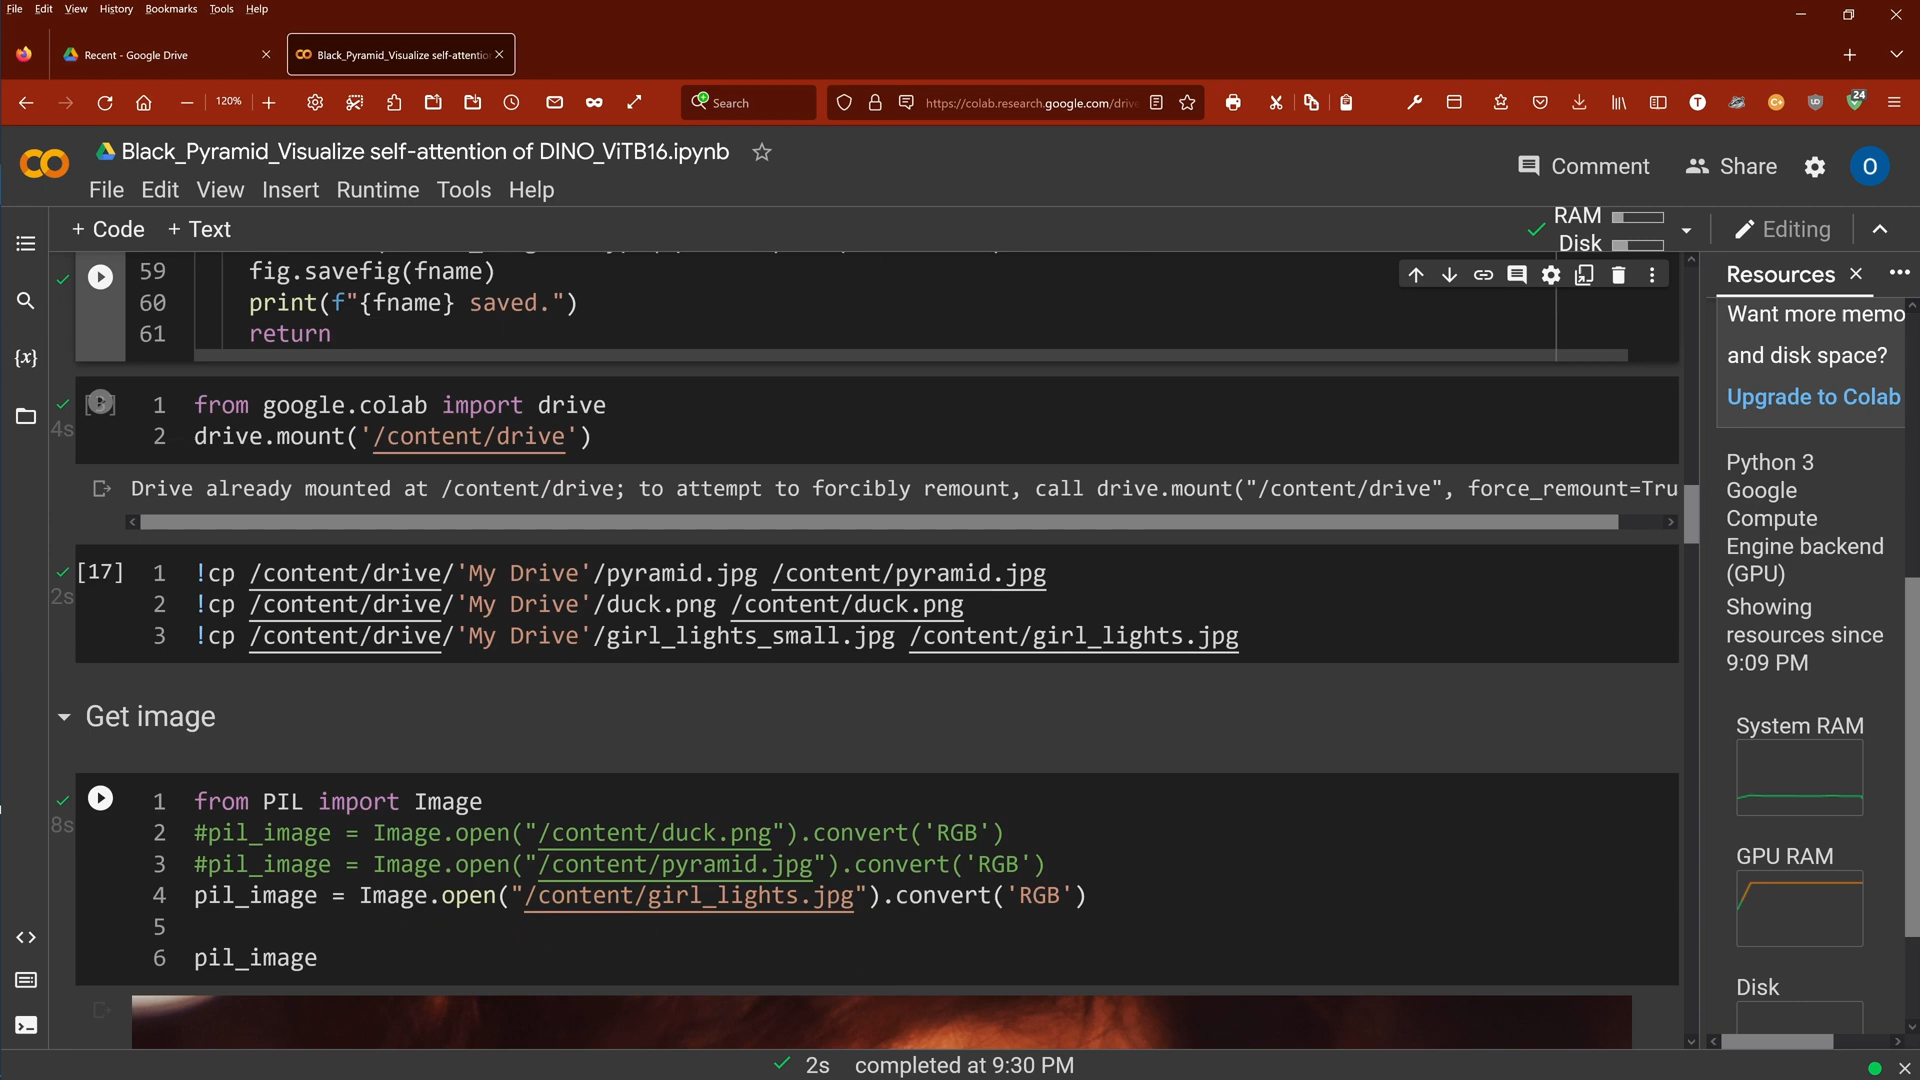 File Edit View History Bookmarks Tools Help
Recent - Google Drive
Black_Pyramid_Visualize self-attentio
120%
Search
https://colab.research.google.com/drive
24
Black_Pyramid_Visualize self-attention of DINO_ViTB16.ipynb
Comment Share O
File Edit View Insert Runtime Tools Help
+ Code + Text
RAM
Disk
Editing
59 fig.savefig(fname)
60 print(f"{fname} saved.")
61 return
4s
1 from google.colab import drive
2 drive.mount('/content/drive')
Drive already mounted at /content/drive; to attempt to forcibly remount, call drive.mount("/content/drive", force_remount=Tru
[17]
2s
1 !cp /content/drive/'My Drive'/pyramid.jpg /content/pyramid.jpg
2 !cp /content/drive/'My Drive'/duck.png /content/duck.png
3 !cp /content/drive/'My Drive'/girl_lights_small.jpg /content/girl_lights.jpg
Get image
8s
1 from PIL import Image
2 #pil_image = Image.open("/content/duck.png").convert('RGB')
3 #pil_image = Image.open("/content/pyramid.jpg").convert('RGB')
4 pil_image = Image.open("/content/girl_lights.jpg").convert('RGB')
5
6 pil_image
Resources
Want more memo
and disk space?
Upgrade to Colab
Python 3
Google
Compute
Engine backend
(GPU)
Showing
resources since
9:09 PM
System RAM
GPU RAM
Disk
2s completed at 9:30 PM